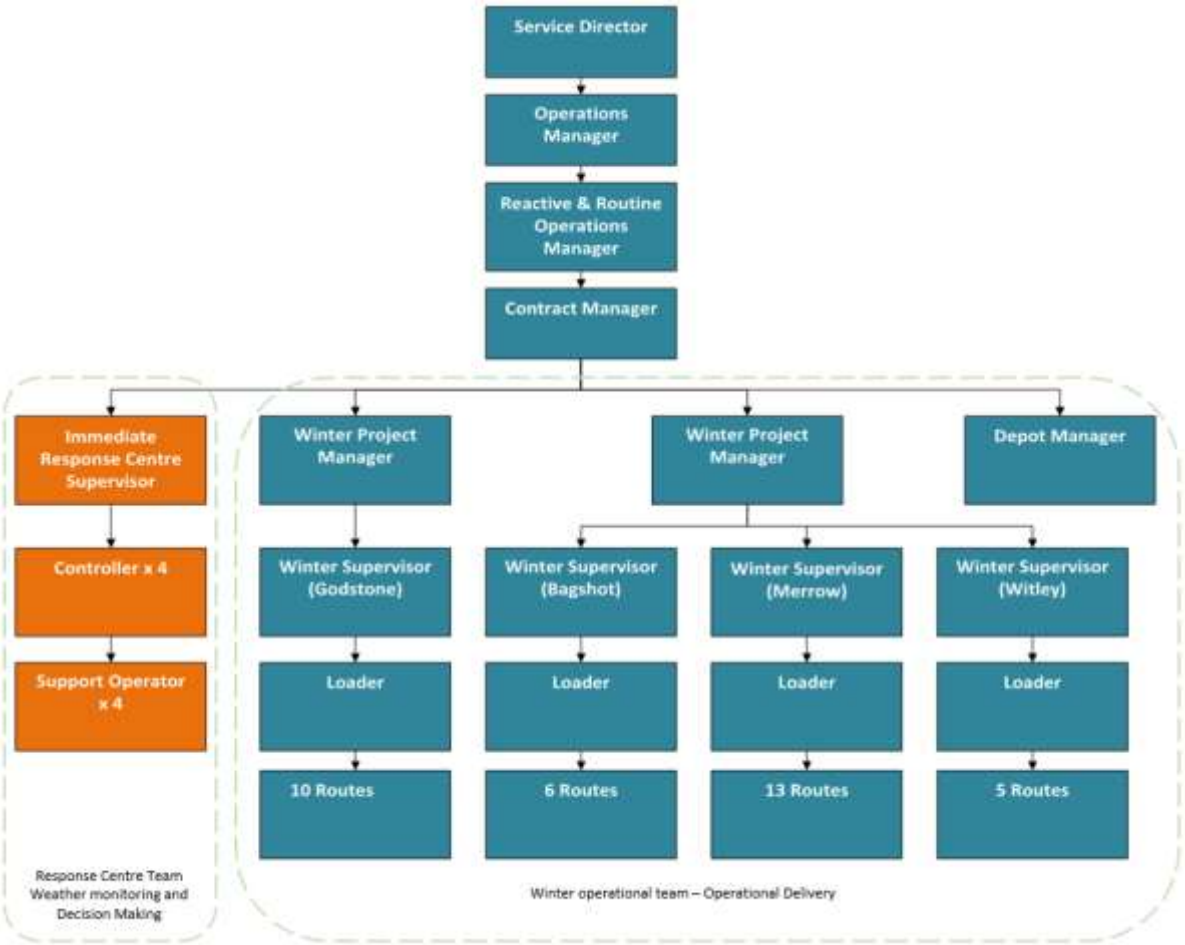 Service Director
Operations
Manager
Reactive & Routine
Operations
Manager
Contract Manager
Immediate
Response Centre
Supervisor
Winter Project
Manager
Winter Project
Manager
Depot Manager
Controller x 4
Winter Supervisor
(Godstone)
Winter Supervisor
(Bagshot)
Winter Supervisor
(Merrow)
Winter Supervisor
(Witley)
Support Operator
x 4
Loader
Loader
Loader
Loader
10 Routes
6 Routes
13 Routes
5 Routes
Response Centre Team
Weather monitoring and
Decision Making
Winter operational team – Operational Delivery